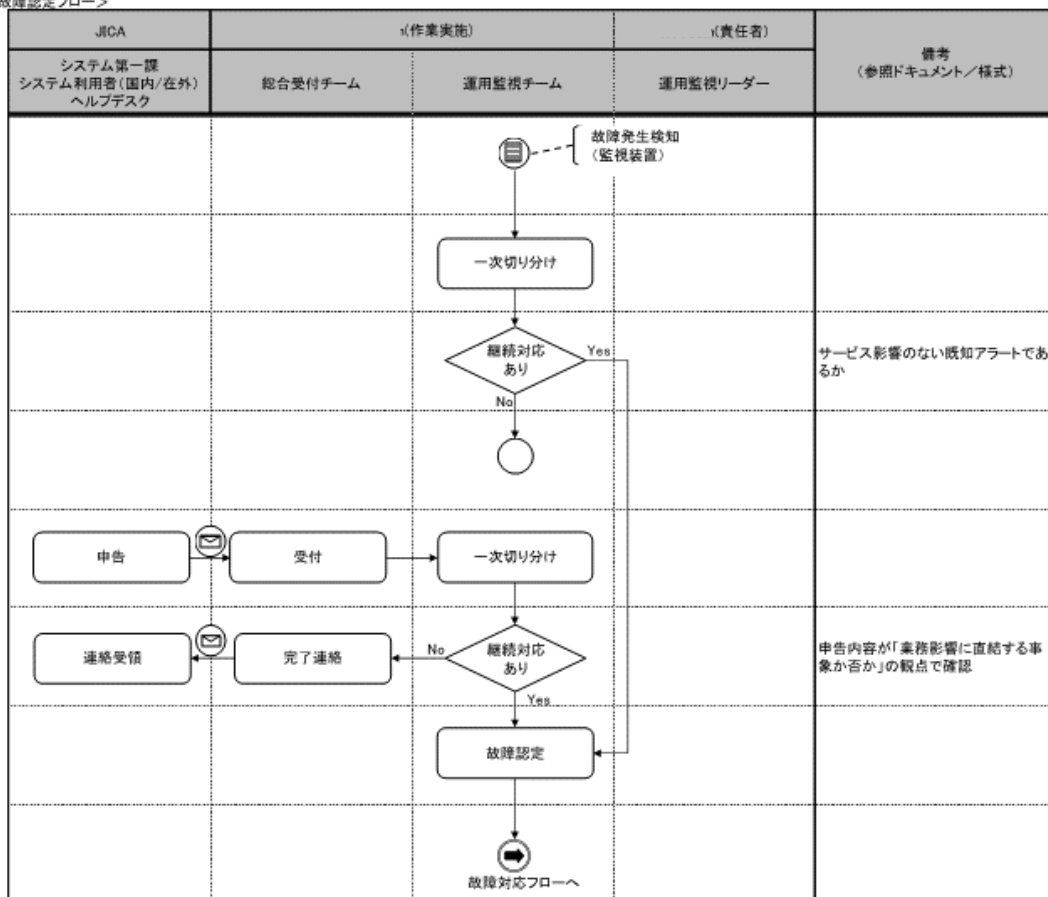 故障認定フロー＞
JICA
(作業実施)
(責任者)
備考
(参照ドキュメント／様式)
システム第一課
システム利用者(国内/在外)
ヘルプデスク
総合受付チーム
運用監視チーム
運用監視リーダー
故障発生検知
(監視装置)
一次切り分け
継続対応
あり
Yes
No
サービス影響のない既知アラートであ
るか
申告
受付
一次切り分け
連絡受領
完了連絡
No
継続対応
あり
Yes
申告内容が「業務影響に直結する事
象か否か」の観点で確認
故障認定
故障対応フローへ